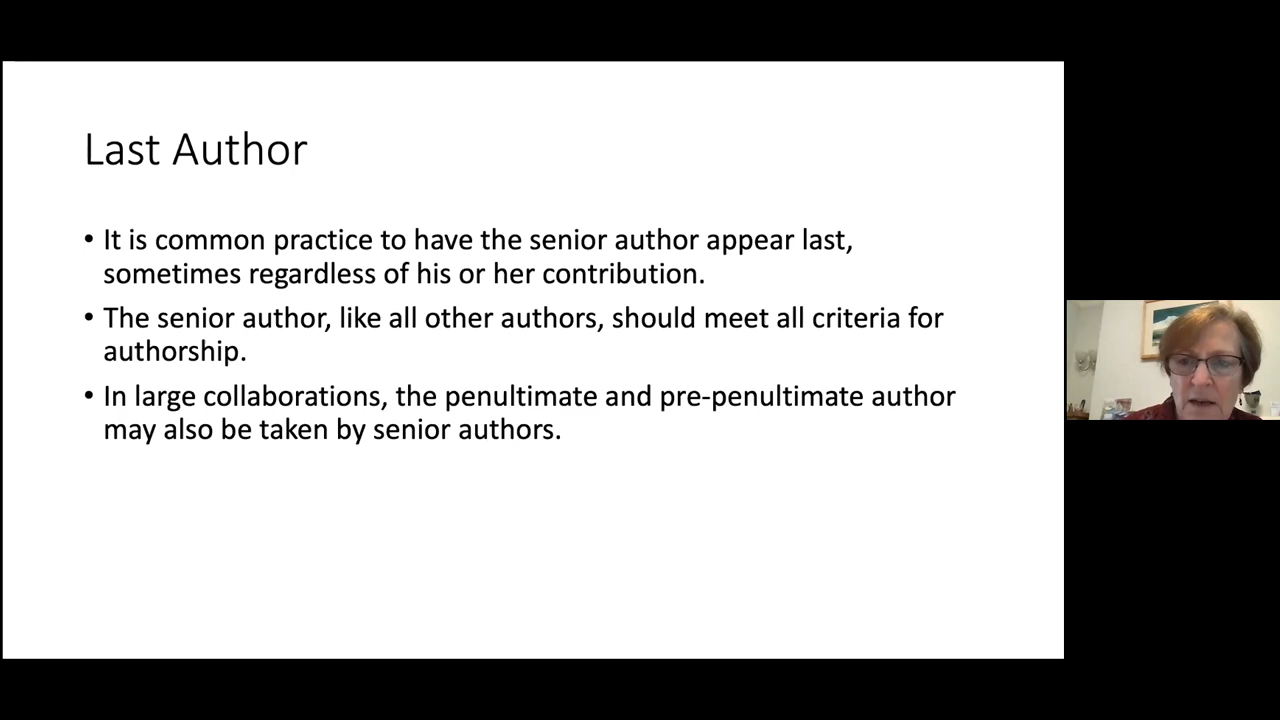 Last Author
• It is common practice to have the senior author appear last,
sometimes regardless of his or her contribution.
• The senior author, like all other authors, should meet all criteria for
authorship.
• In large collaborations, the penultimate and pre-penultimate author
may also be taken by senior authors.